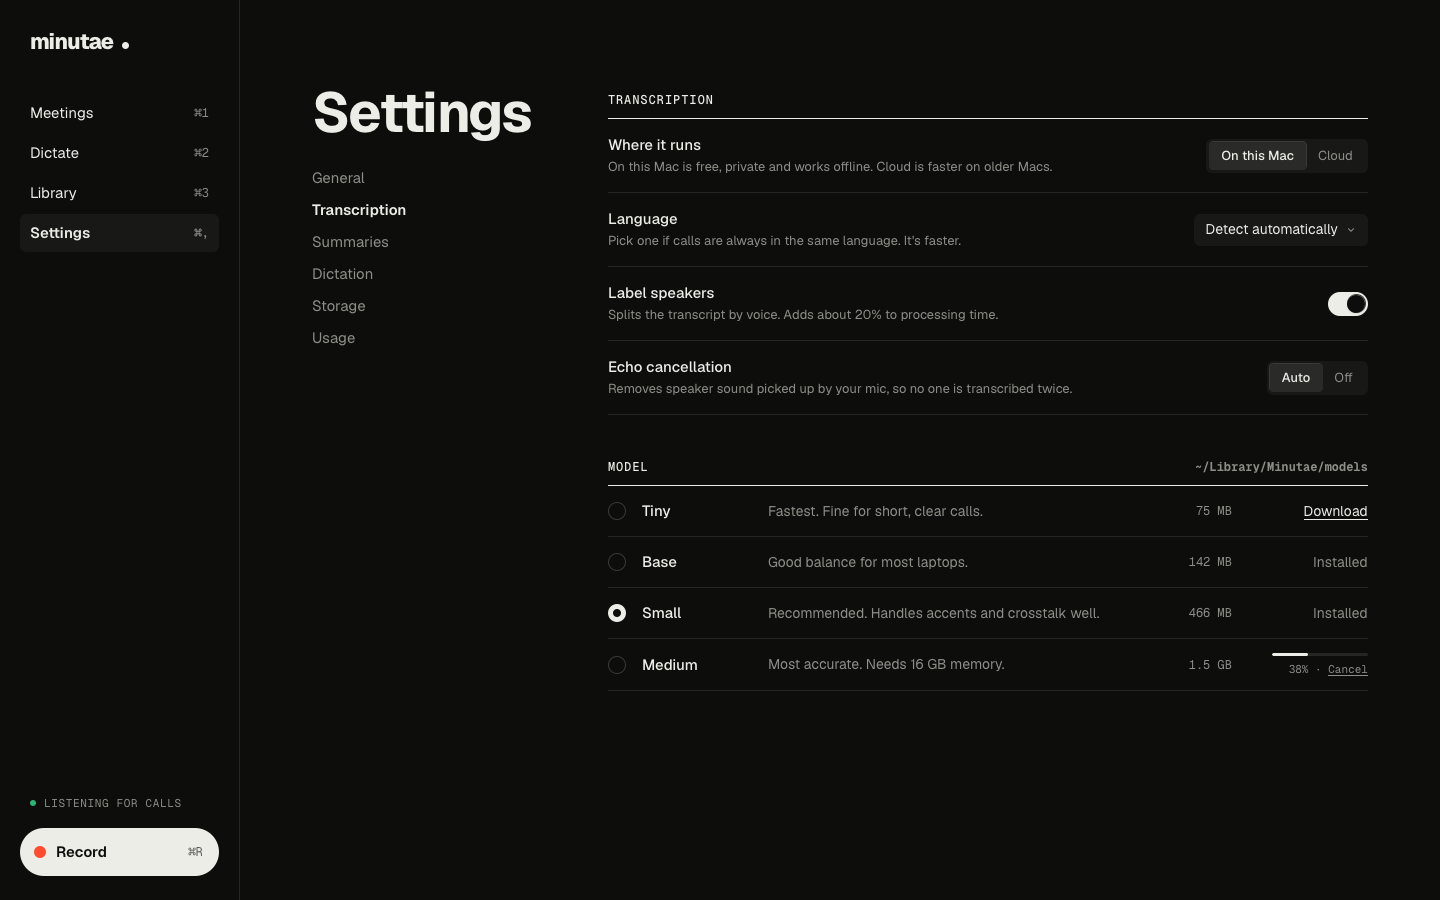 minutae
Meetings ⌘1
Dictate ⌘2
Library ⌘3
Settings ⌘,
LISTENING FOR CALLS
Record ⌘R
Settings
General
Transcription
Summaries
Dictation
Storage
Usage
TRANSCRIPTION
Where it runs
On this Mac is free, private and works offline. Cloud is faster on older Macs.
On this Mac Cloud
Language
Pick one if calls are always in the same language. It's faster.
Detect automatically
Label speakers
Splits the transcript by voice. Adds about 20% to processing time.
Echo cancellation
Removes speaker sound picked up by your mic, so no one is transcribed twice.
Auto Off
MODEL ~/Library/Minutae/models
Tiny Fastest. Fine for short, clear calls. 75 MB Download
Base Good balance for most laptops. 142 MB Installed
Small Recommended. Handles accents and crosstalk well. 466 MB Installed
Medium Most accurate. Needs 16 GB memory. 1.5 GB 38% · Cancel